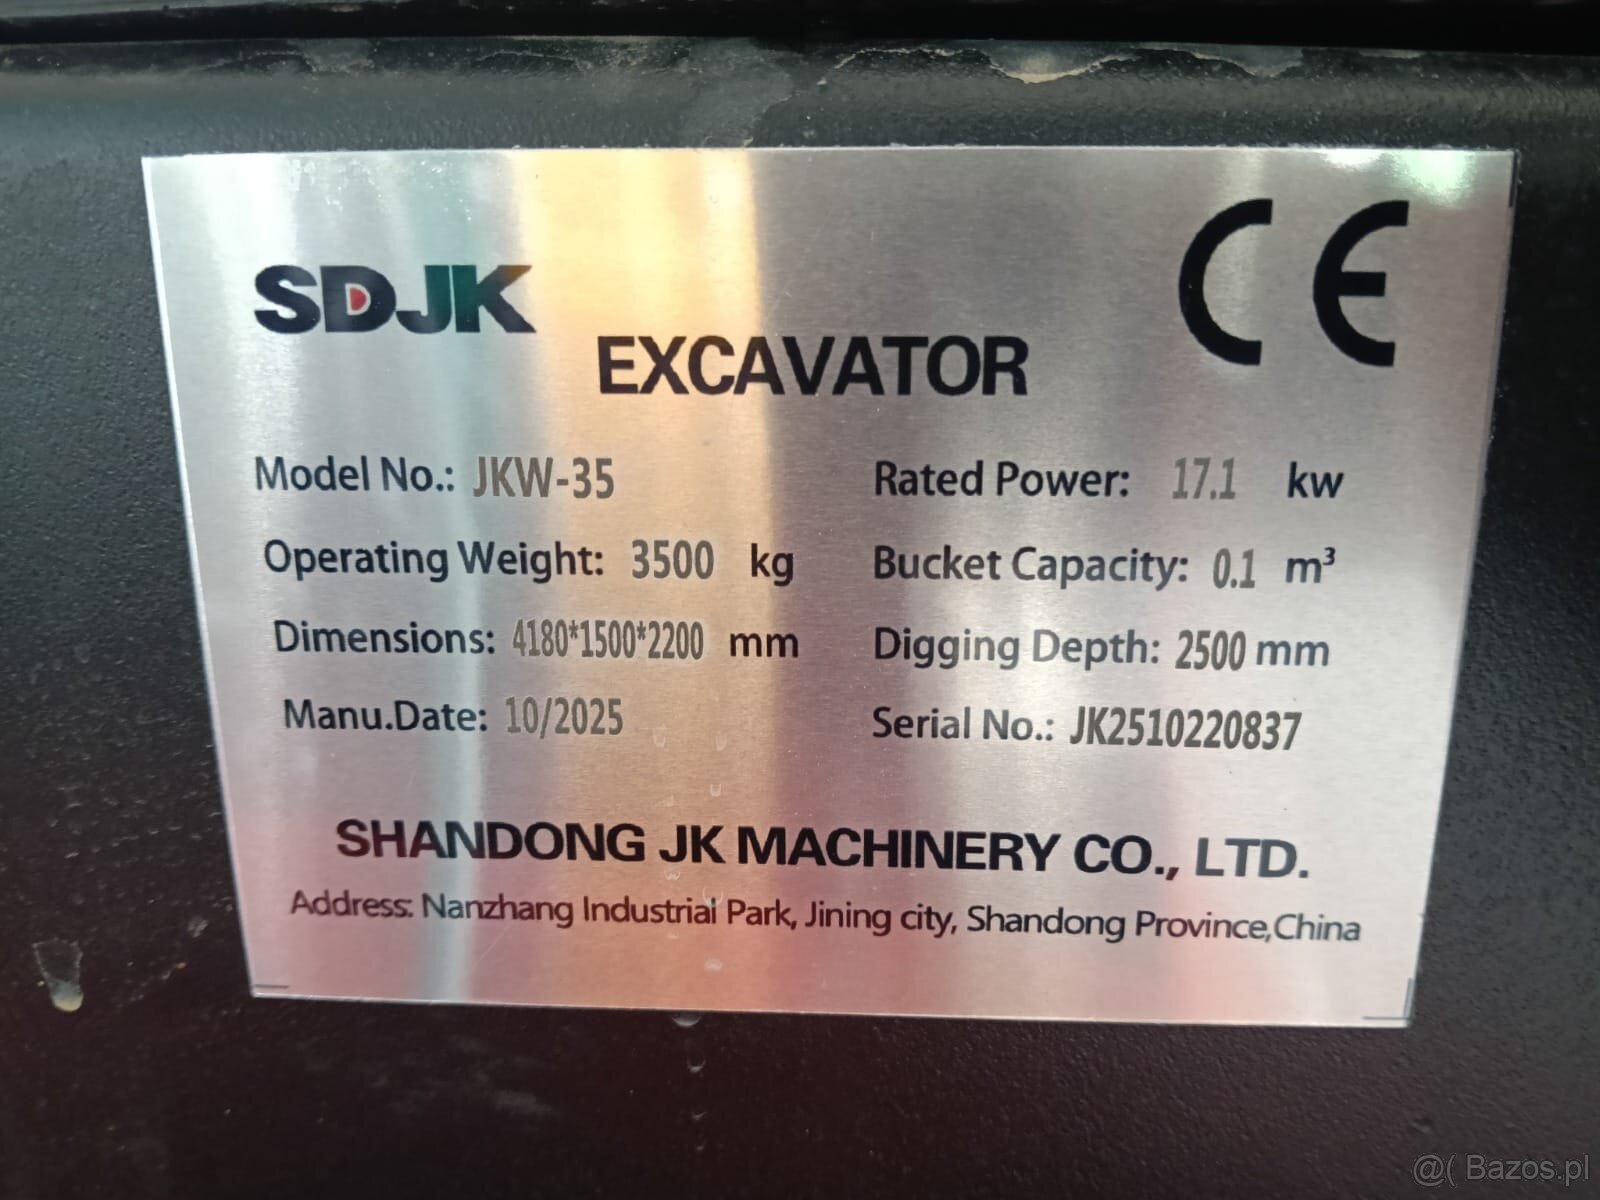 SDJK
CE
EXCAVATOR
Model No.: JKW-35
Rated Power: 17.1 kw
Operating Weight: 3500 kg
Bucket Capacity: 0.1 m³
Dimensions: 4180*1500*2200 mm
Digging Depth: 2500 mm
Manu.Date: 10/2025
Serial No.: JK2510220837
SHANDONG JK MACHINERY CO., LTD.
Address: Nanzhang Industrial Park, Jining city, Shandong Province,China
@( Bazos.pl